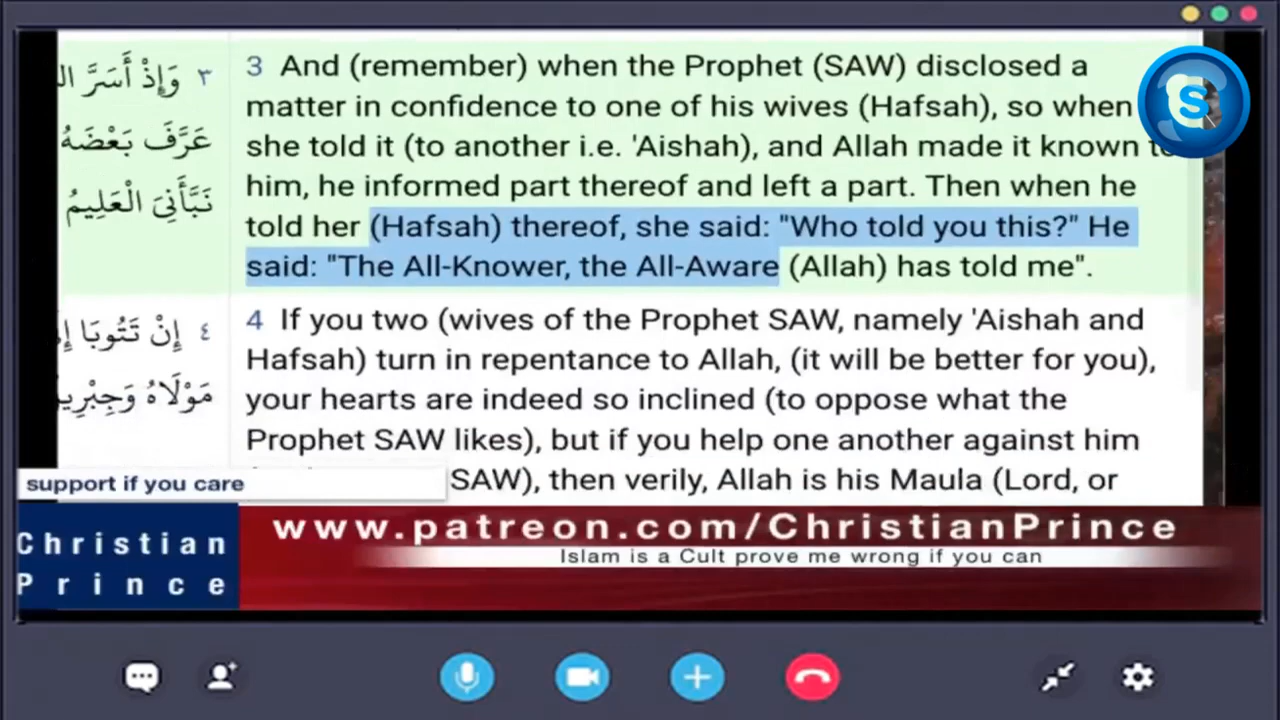 3 And (remember) when the Prophet (SAW) disclosed a
matter in confidence to one of his wives (Hafsah), so when
she told it (to another i.e. 'Aishah), and Allah made it known to
him, he informed part thereof and left a part. Then when he
told her (Hafsah) thereof, she said: "Who told you this?" He
said: "The All-Knower, the All-Aware (Allah) has told me".
٣ وَإِذْ أَسَرَّ
عَرَّفَ بَعْضَهُ
نَبَّأَنِيَ الْعَلِيمُ
4 If you two (wives of the Prophet SAW, namely 'Aishah and
Hafsah) turn in repentance to Allah, (it will be better for you),
your hearts are indeed so inclined (to oppose what the
Prophet SAW likes), but if you help one another against him
SAW), then verily, Allah is his Maula (Lord, or
٤ إِنْ تَتُوبَا
مَوْلَاهُ
support if you care
Christian
Prince
www.patreon.com/ChristianPrince
Islam is a Cult prove me wrong if you can
S